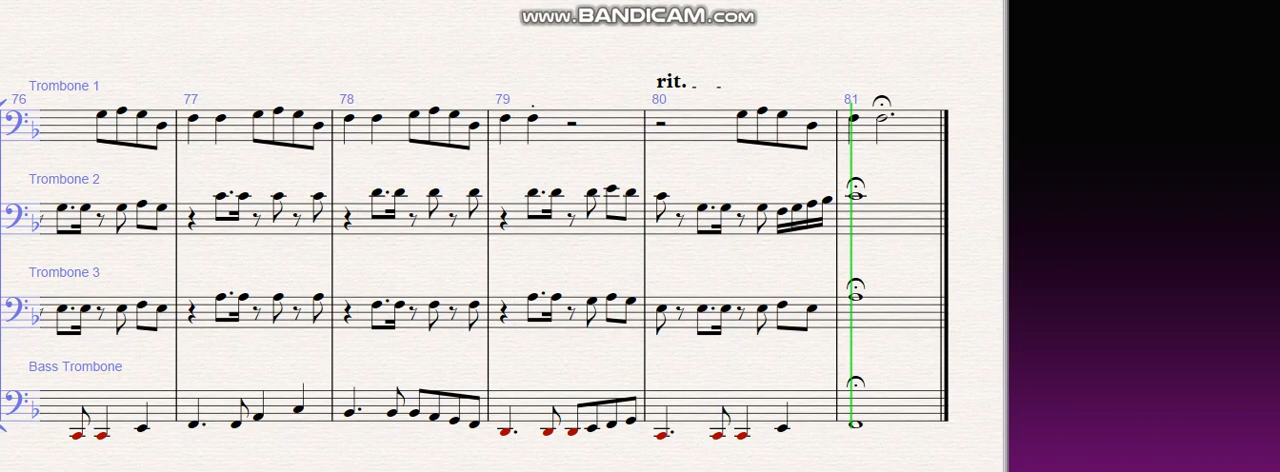 www.BANDICAM.com
rit.
Trombone 1
76 77 78 79 80 81
Trombone 2
Trombone 3
Bass Trombone